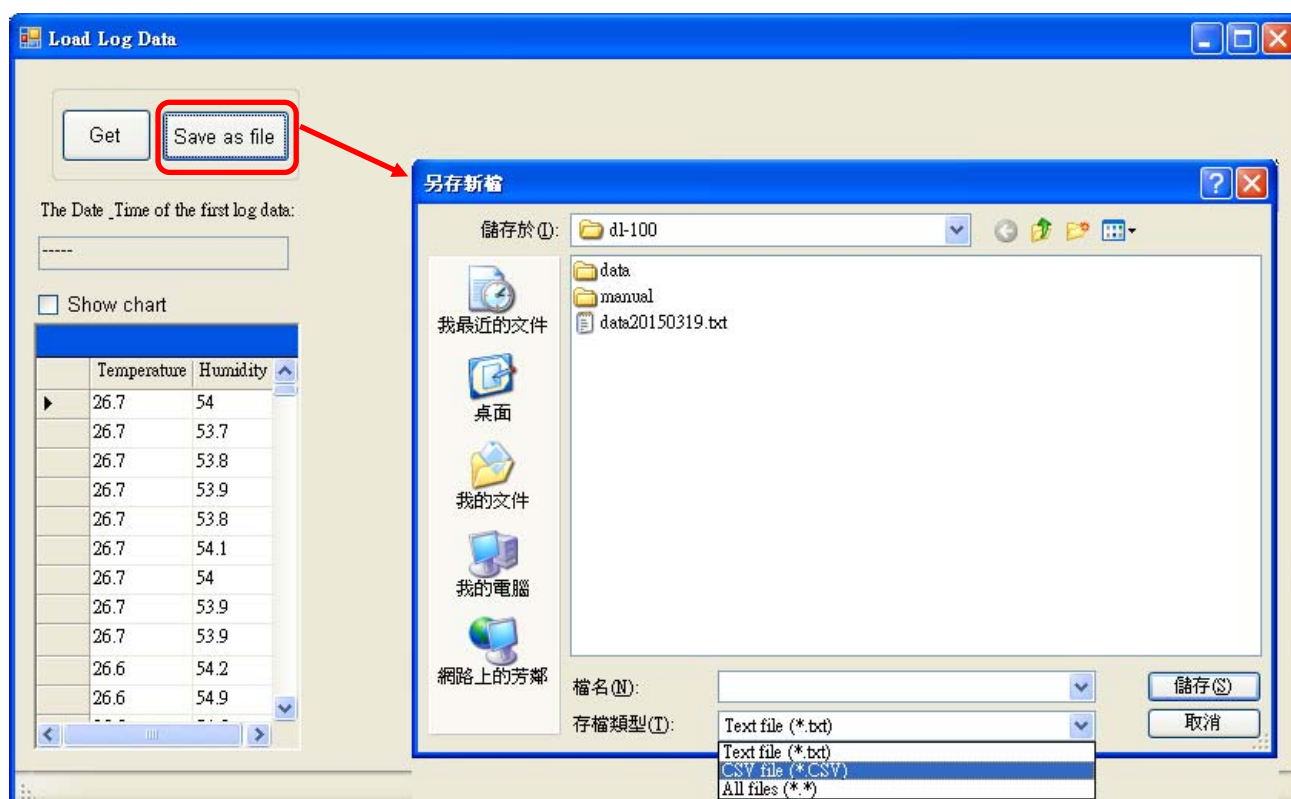 Load Log Data
Get
Save as file
The Date _Time of the first log data:
-----
Show chart
Temperature Humidity
26.7 54
26.7 53.7
26.7 53.8
26.7 53.9
26.7 53.8
26.7 54.1
26.7 54
26.7 53.9
26.7 53.9
26.6 54.2
26.6 54.9
另存新檔
儲存於(I): dl-100
我最近的文件
桌面
我的文件
我的電腦
網路上的芳鄰
data
manual
data20150319.txt
檔名(N):
儲存(S)
存檔類型(T): Text file (*.txt)
取消
Text file (*.txt)
CSV file (*.CSV)
All files (*.*)